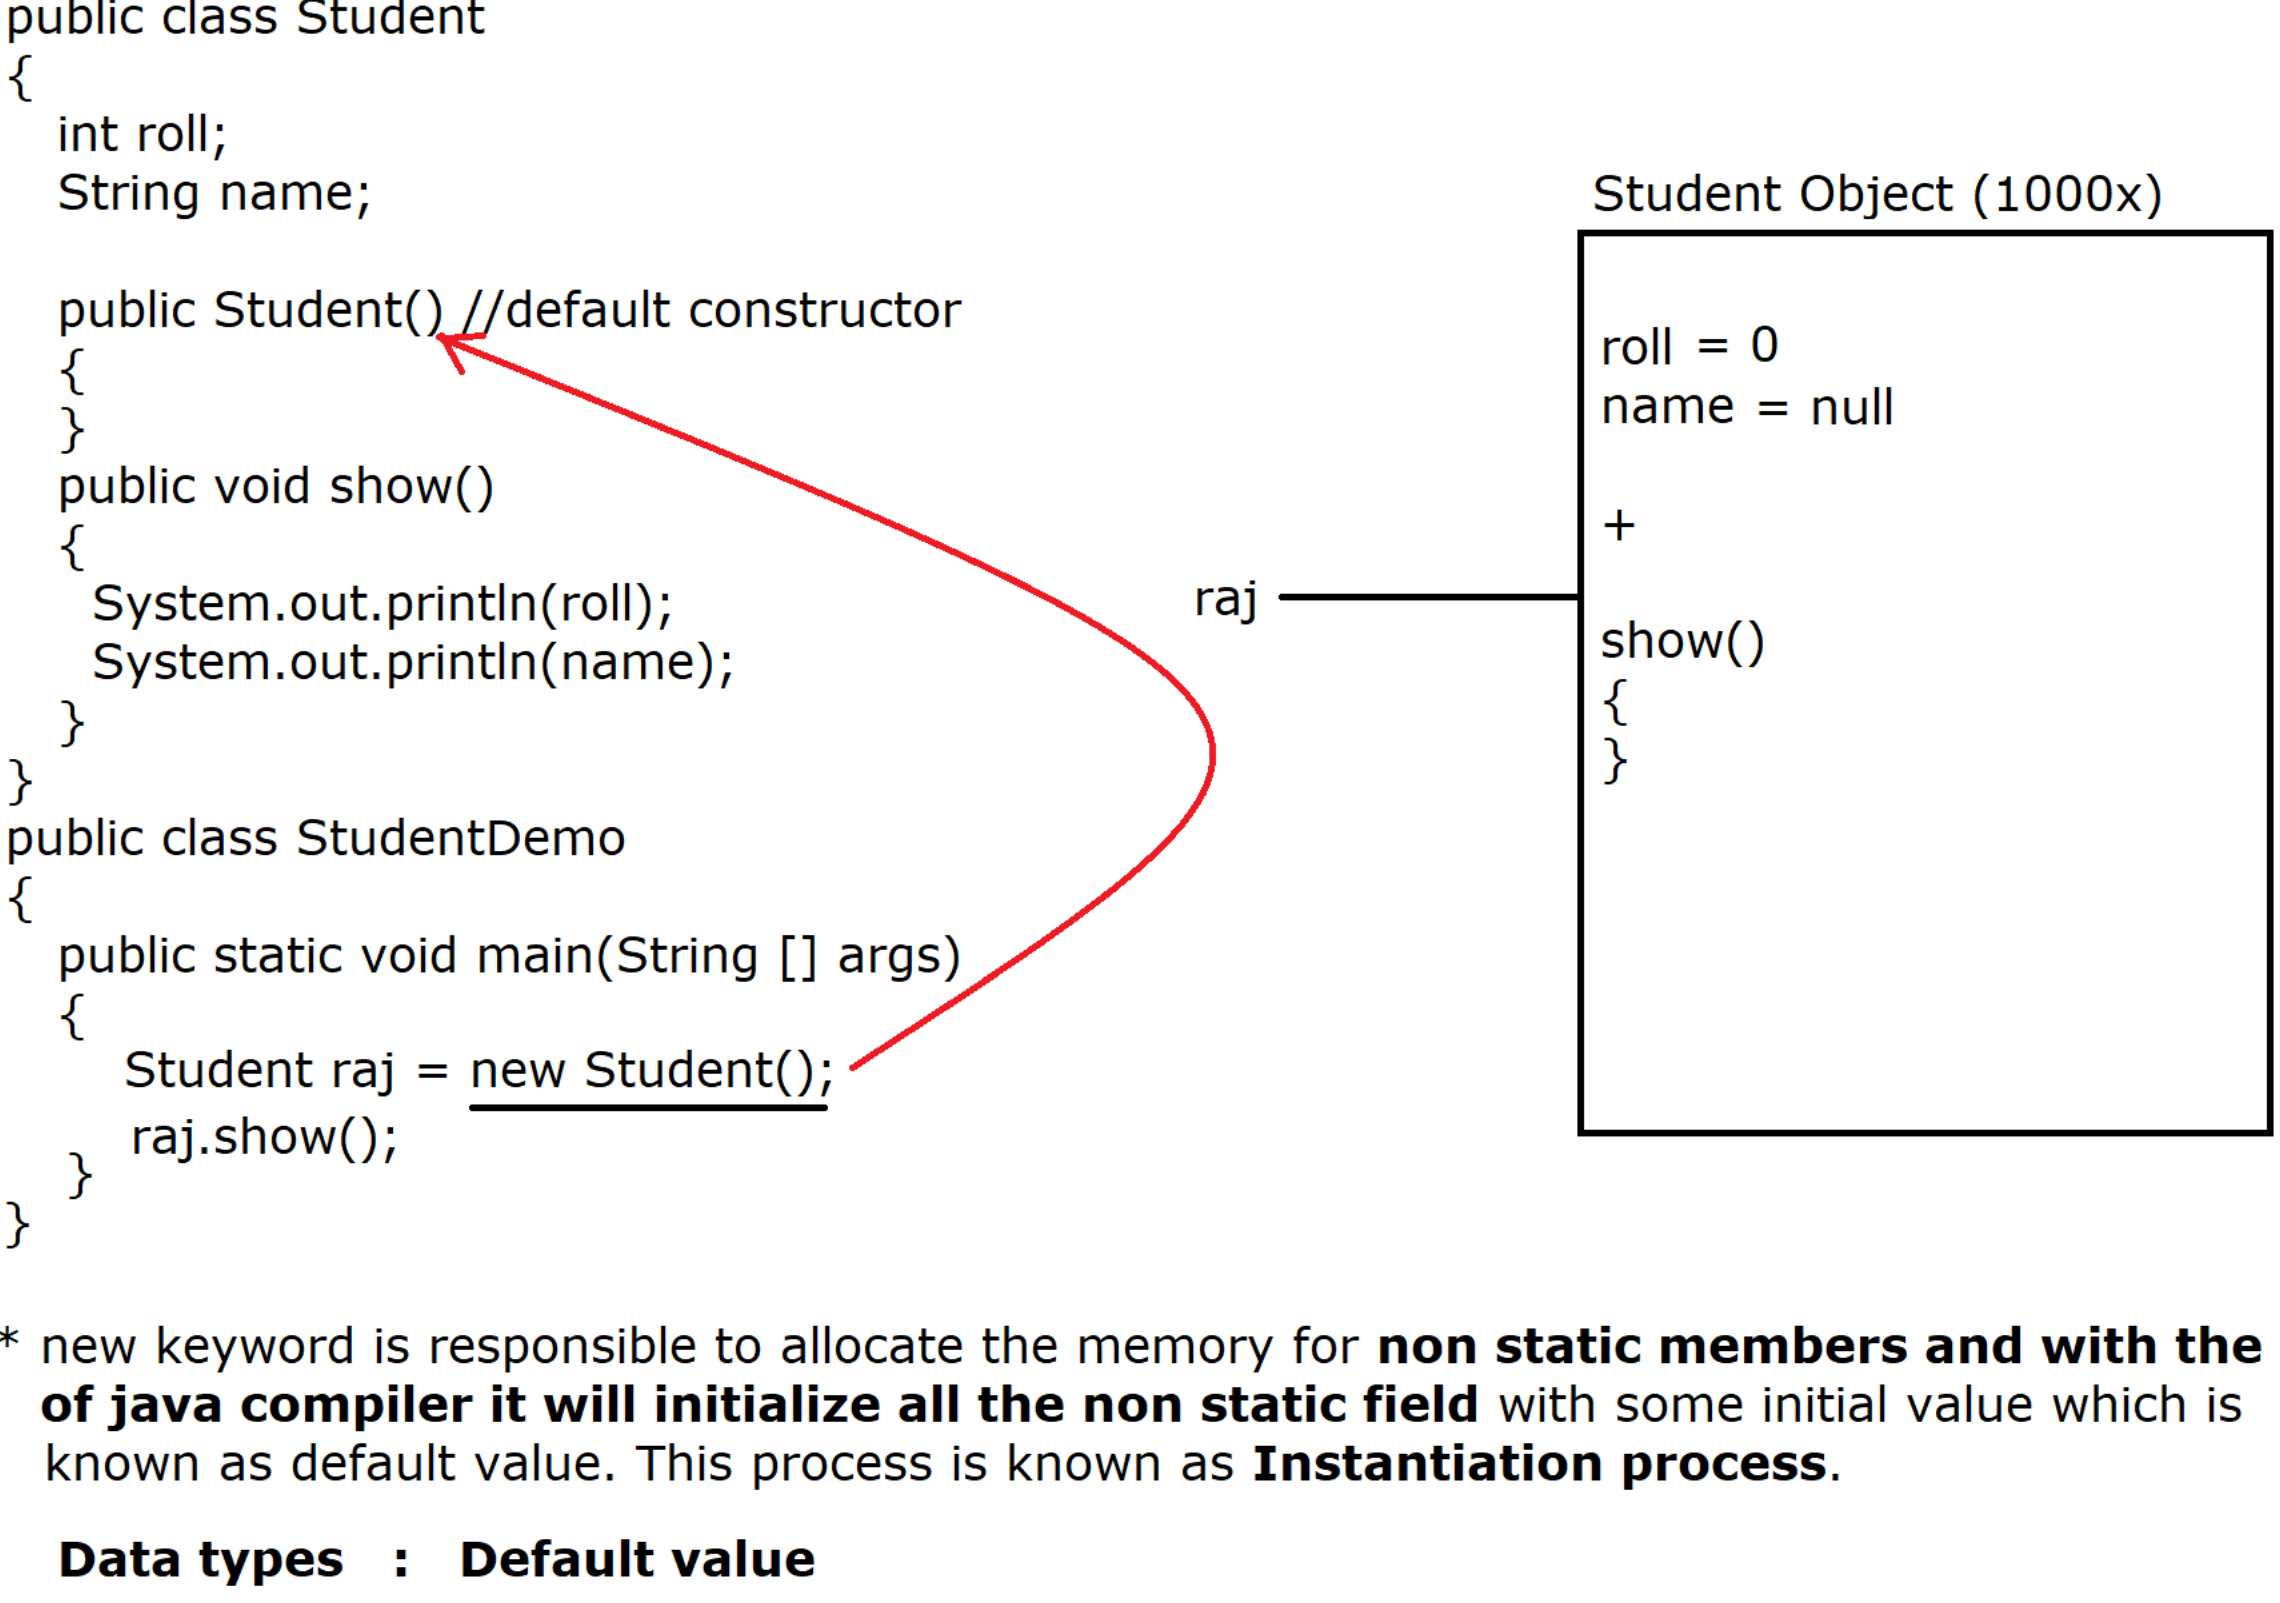 public class Student
{
int roll;
String name;
public Student() //default constructor
{
}
public void show()
{
System.out.println(roll);
System.out.println(name);
}
}
public class StudentDemo
{
public static void main(String [] args)
{
Student raj = new Student();
raj.show();
}
}
Student Object (1000x)
roll = 0
name = null
+
show()
{
}
raj
* new keyword is responsible to allocate the memory for non static members and with the
of java compiler it will initialize all the non static field with some initial value which is
known as default value. This process is known as Instantiation process.
Data types : Default value